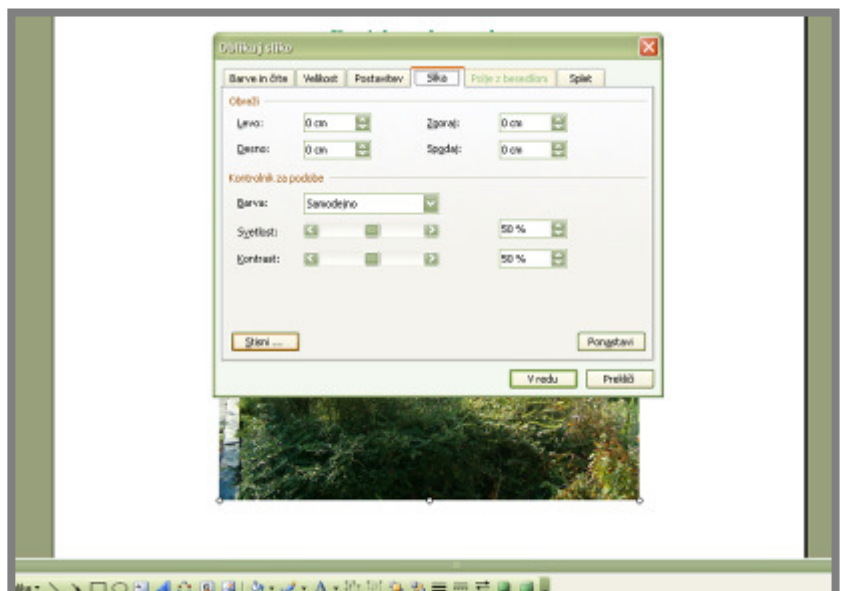 Oblikuj sliko
Barve in črte Velikost Postavitev Slika Polje z besedilom Splet
Obreži
Levo: 0 cm Zgoraj: 0 cm
Desno: 0 cm Spodaj: 0 cm
Kontrolnik za podobe
Barva: Samodejno
Svetlost: 50 %
Kontrast: 50 %
Stisni ... Ponastavi
V redu Prekliči